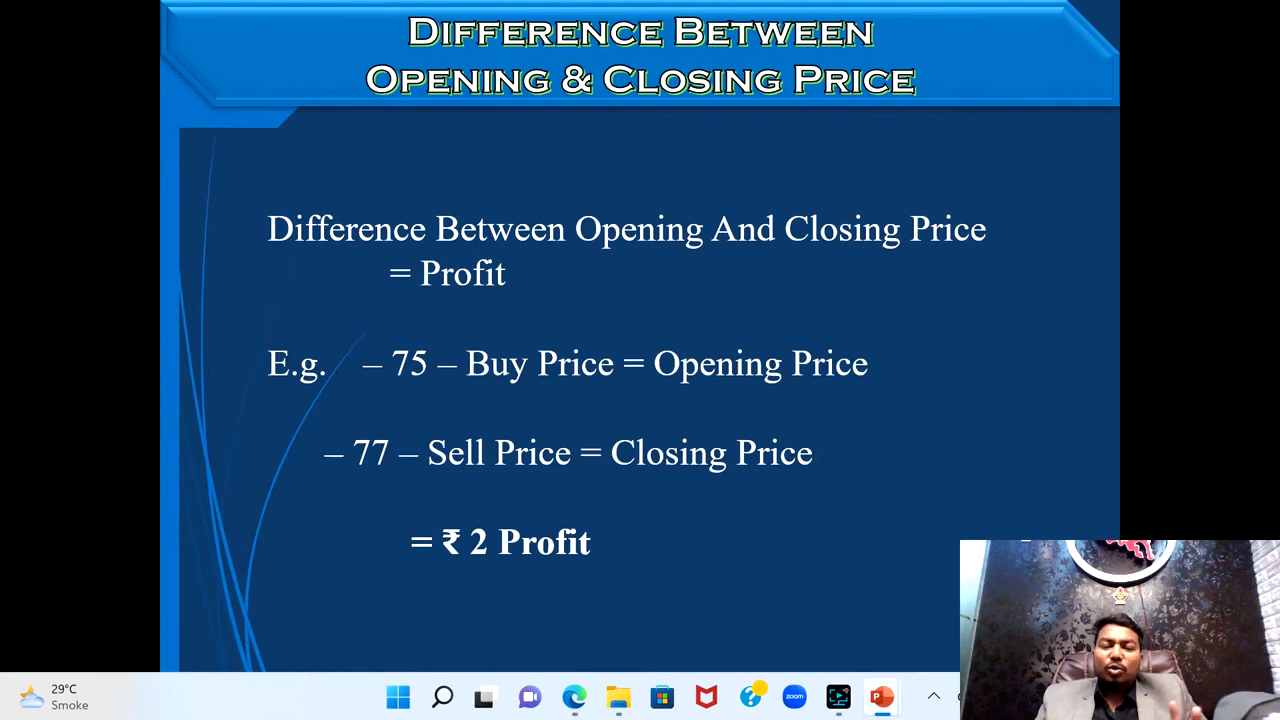 DIFFERENCE BETWEEN
OPENING & CLOSING PRICE
Difference Between Opening And Closing Price
= Profit
E.g. – 75 – Buy Price = Opening Price
– 77 – Sell Price = Closing Price
= ₹ 2 Profit
29°C
Smoke
zoom
P